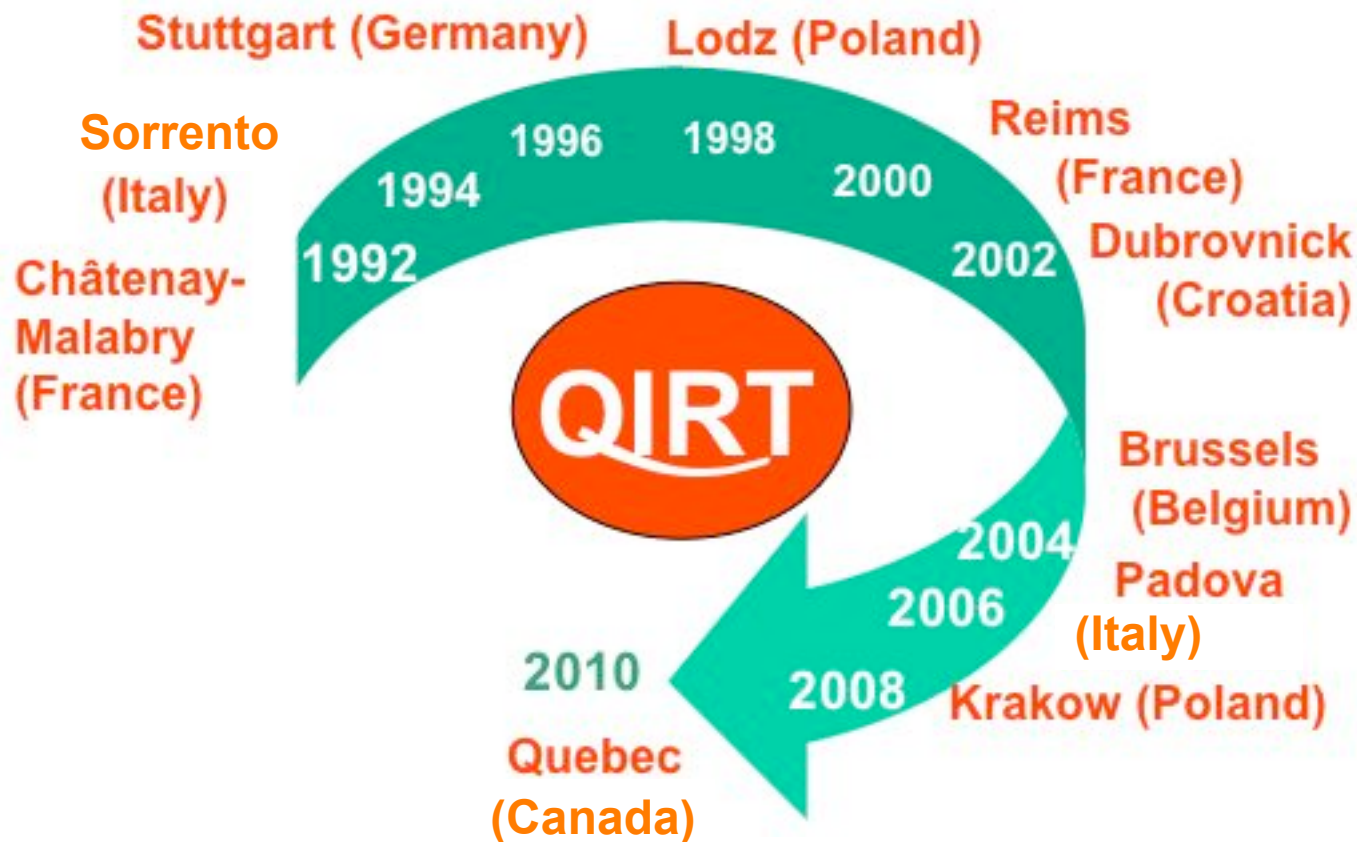 Stuttgart (Germany)
Lodz (Poland)
Sorrento
(Italy)
Châtenay-
Malabry
(France)
1992
1994
1996
1998
2000
2002
Reims
(France)
Dubrovnick
(Croatia)
QIRT
Brussels
(Belgium)
2004
Padova
(Italy)
2006
2008
Krakow (Poland)
2010
Quebec
(Canada)